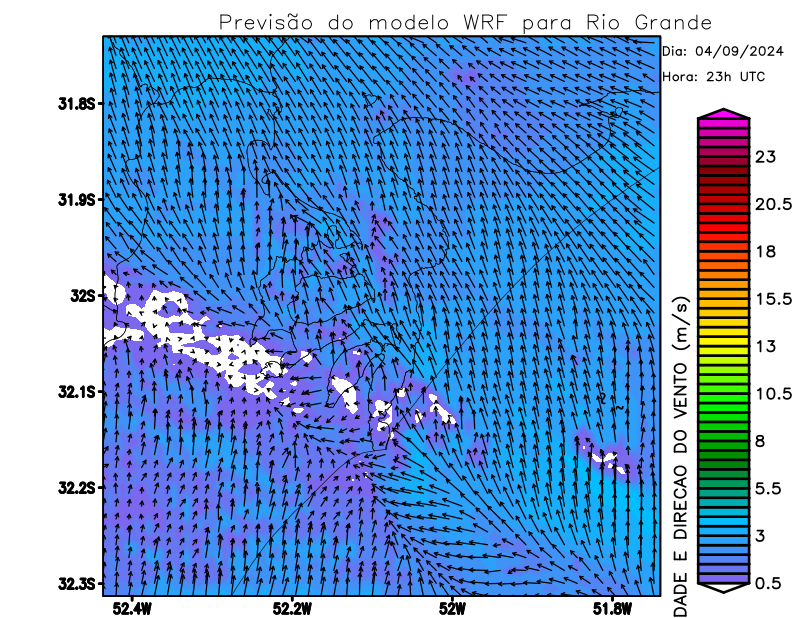 Previsão do modelo WRF para Rio Grande
Dia: 04/09/2024
Hora: 23h UTC
31.8S
31.9S
32S
32.1S
32.2S
32.3S
52.4W
52.2W
52W
51.8W
23
20.5
18
15.5
13
10.5
8
5.5
3
0.5
DADE E DIRECAO DO VENTO (m/s)